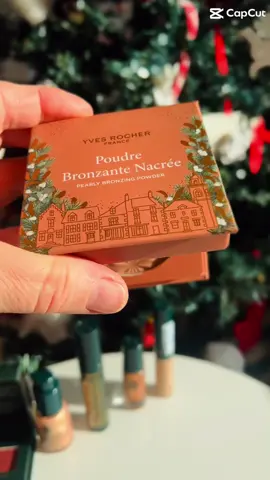 CapCut
YVES ROCHER
FRANCE
Poudre
Bronzante Nacrée
PEARLY BRONZING POWDER